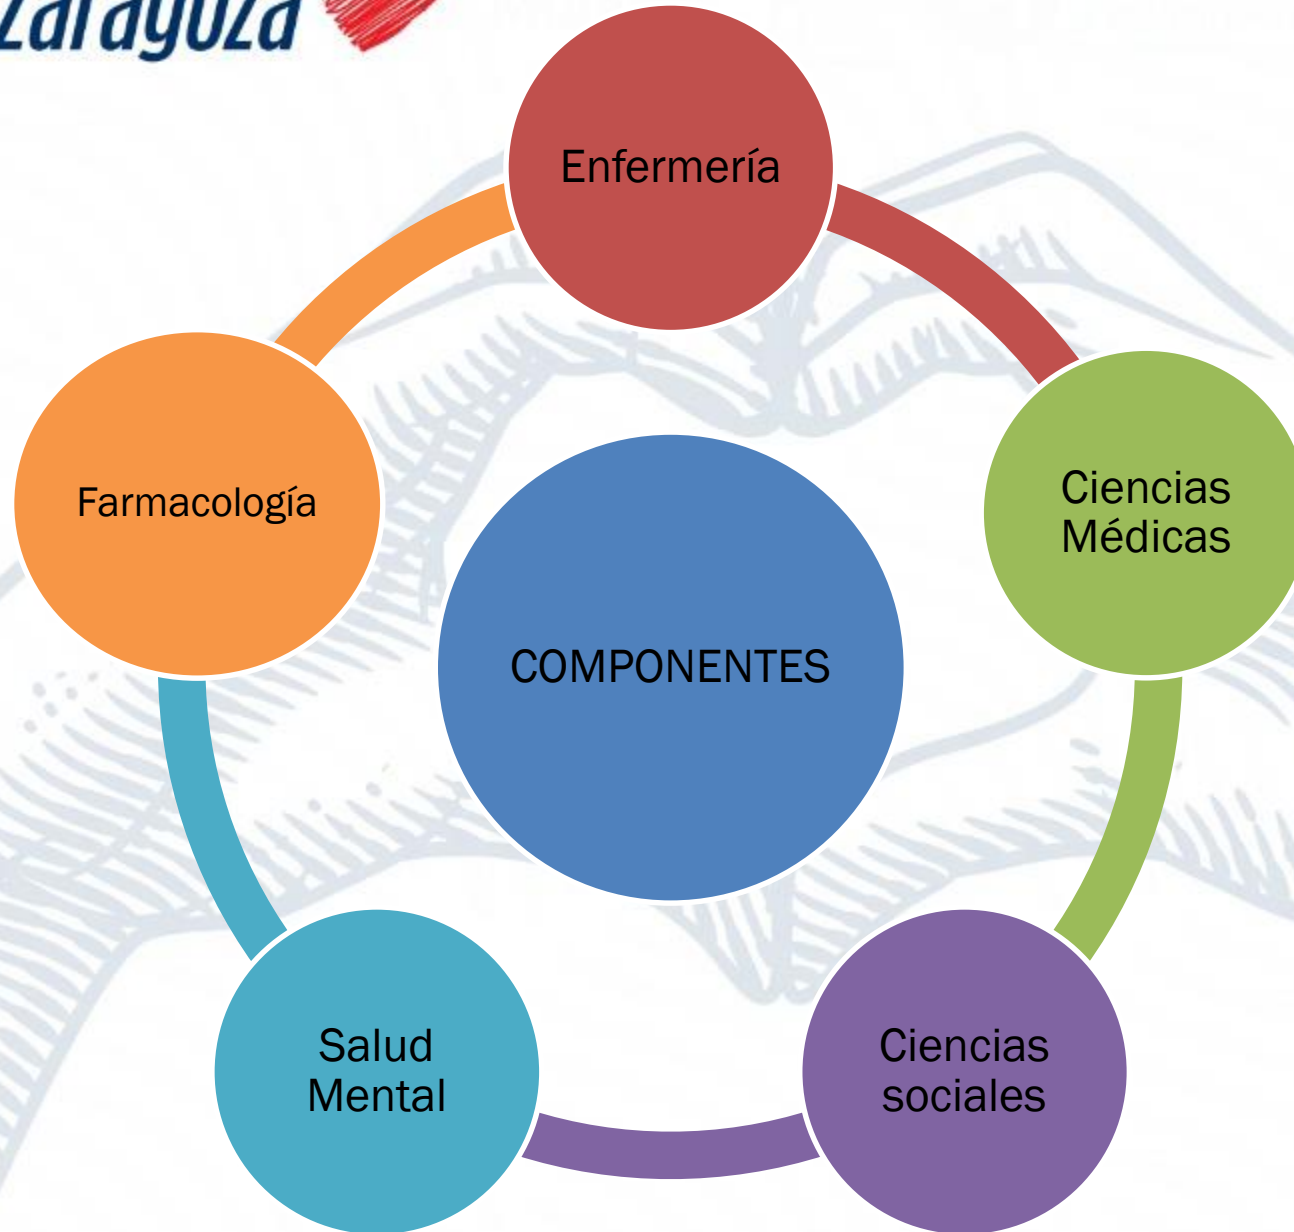 zaragoza
Enfermería
Ciencias
Médicas
Farmacología
COMPONENTES
Salud
Mental
Ciencias
sociales